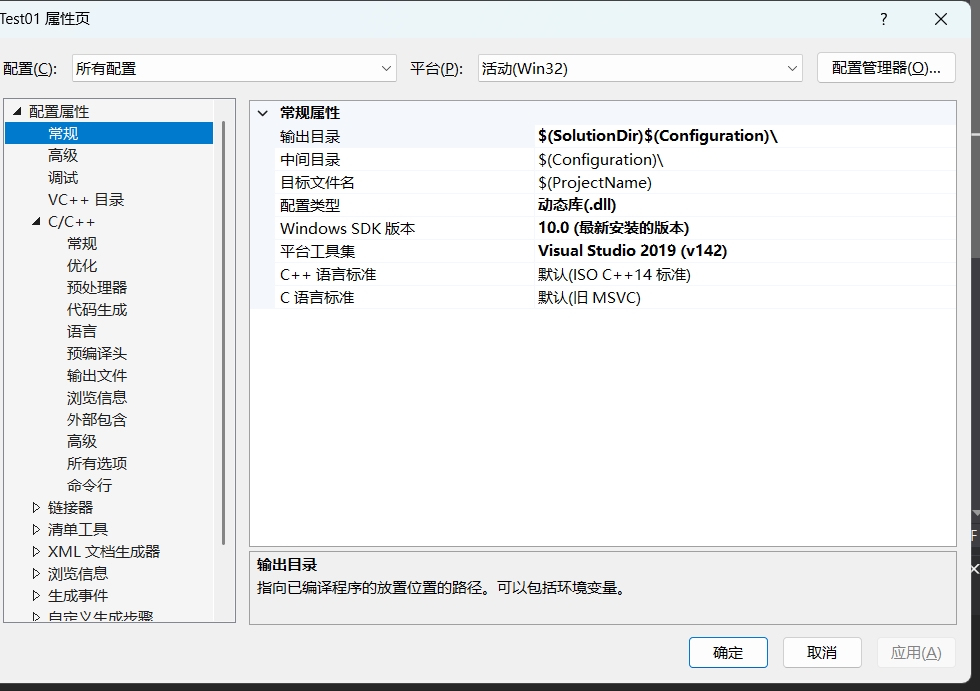 Test01 属性页
?
配置(C):
所有配置
平台(P):
活动(Win32)
配置管理器(O)...
配置属性
常规
高级
调试
VC++ 目录
C/C++
常规
优化
预处理器
代码生成
语言
预编译头
输出文件
浏览信息
外部包含
高级
所有选项
命令行
链接器
清单工具
XML 文档生成器
浏览信息
生成事件
自定义生成步骤
常规属性
输出目录 $(SolutionDir)$(Configuration)\
中间目录 $(Configuration)\
目标文件名 $(ProjectName)
配置类型 动态库(.dll)
Windows SDK 版本 10.0 (最新安装的版本)
平台工具集 Visual Studio 2019 (v142)
C++ 语言标准 默认(ISO C++14 标准)
C 语言标准 默认(旧 MSVC)
输出目录
指向已编译程序的放置位置的路径。可以包括环境变量。
确定
取消
应用(A)